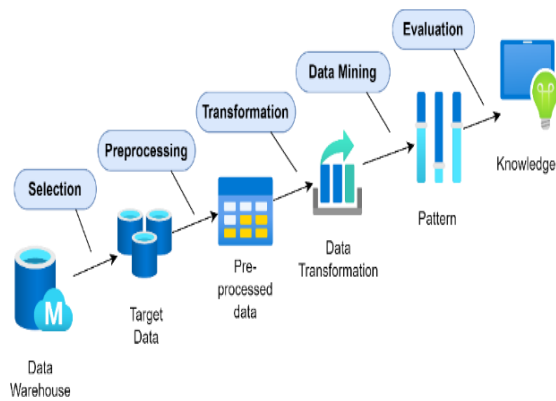 Evaluation
Data Mining
Transformation
Preprocessing
Selection
Knowledge
Pattern
Data
Transformation
Pre-
processed
data
Target
Data
M
Data
Warehouse